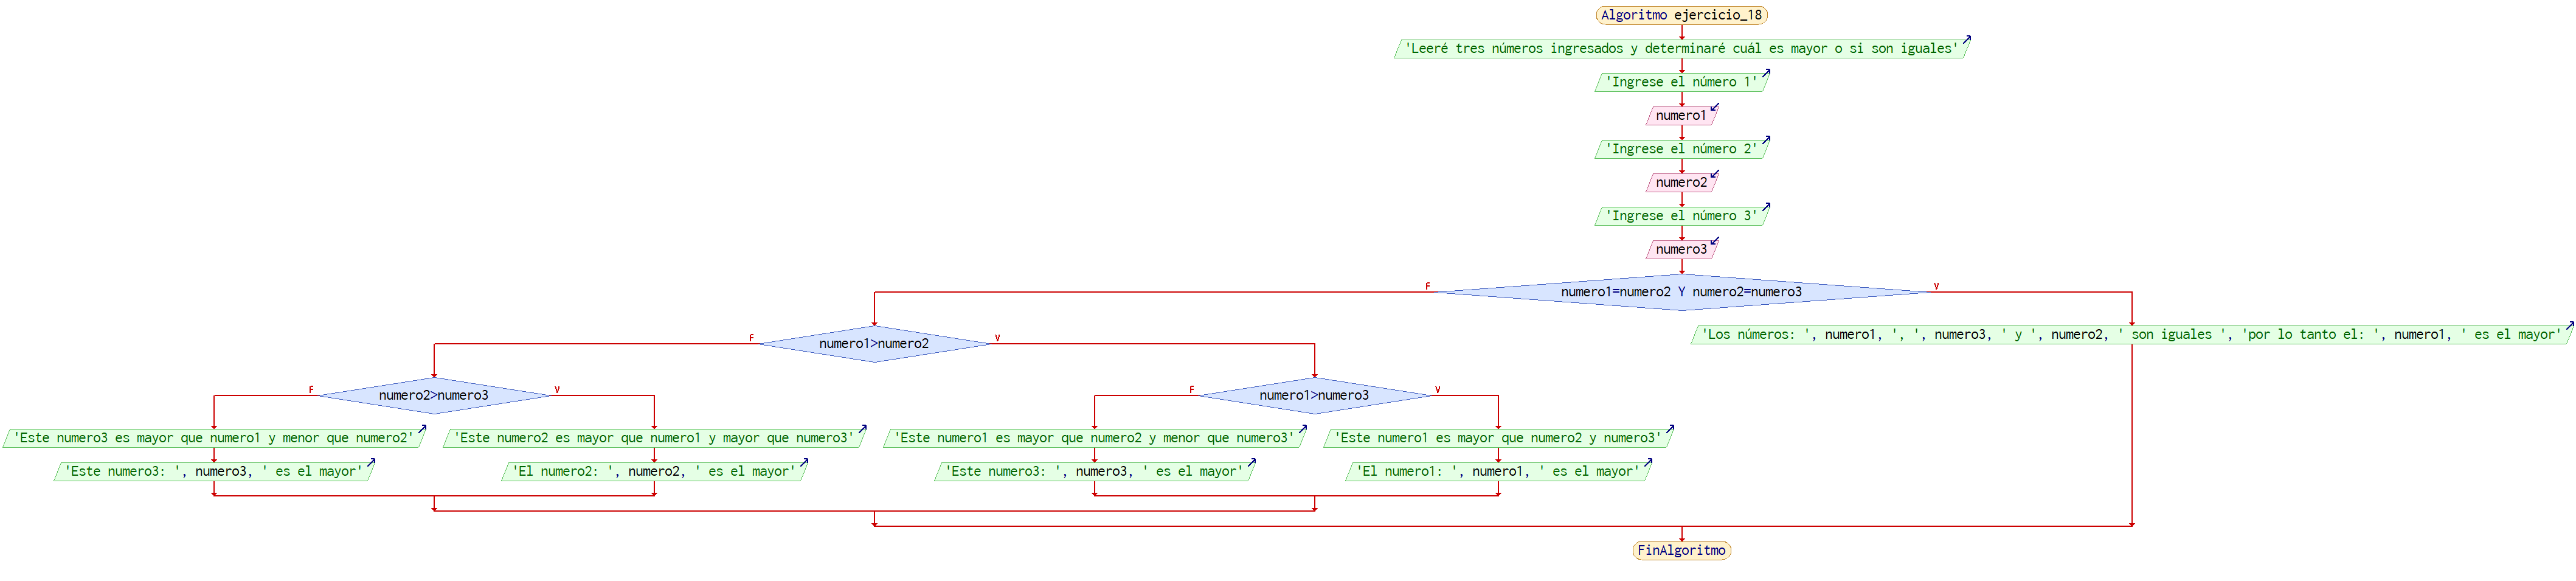 Algoritmo ejercicio_18
'Leeré tres números ingresados y determinaré cuál es mayor o si son iguales'
'Ingrese el número 1'
numero1
'Ingrese el número 2'
numero2
'Ingrese el número 3'
numero3
numero1=numero2 Y numero2=numero3
F
V
numero1>numero2
F
V
'Los números: ', numero1, ', ', numero3, ' y ', numero2, ' son iguales ', 'por lo tanto el: ', numero1, ' es el mayor'
numero2>numero3
F
V
numero1>numero3
F
V
'Este numero3 es mayor que numero1 y menor que numero2'
'Este numero2 es mayor que numero1 y mayor que numero3'
'Este numero1 es mayor que numero2 y menor que numero3'
'Este numero1 es mayor que numero2 y numero3'
'Este numero3: ', numero3, ' es el mayor'
'El numero2: ', numero2, ' es el mayor'
'Este numero3: ', numero3, ' es el mayor'
'El numero1: ', numero1, ' es el mayor'
FinAlgoritmo